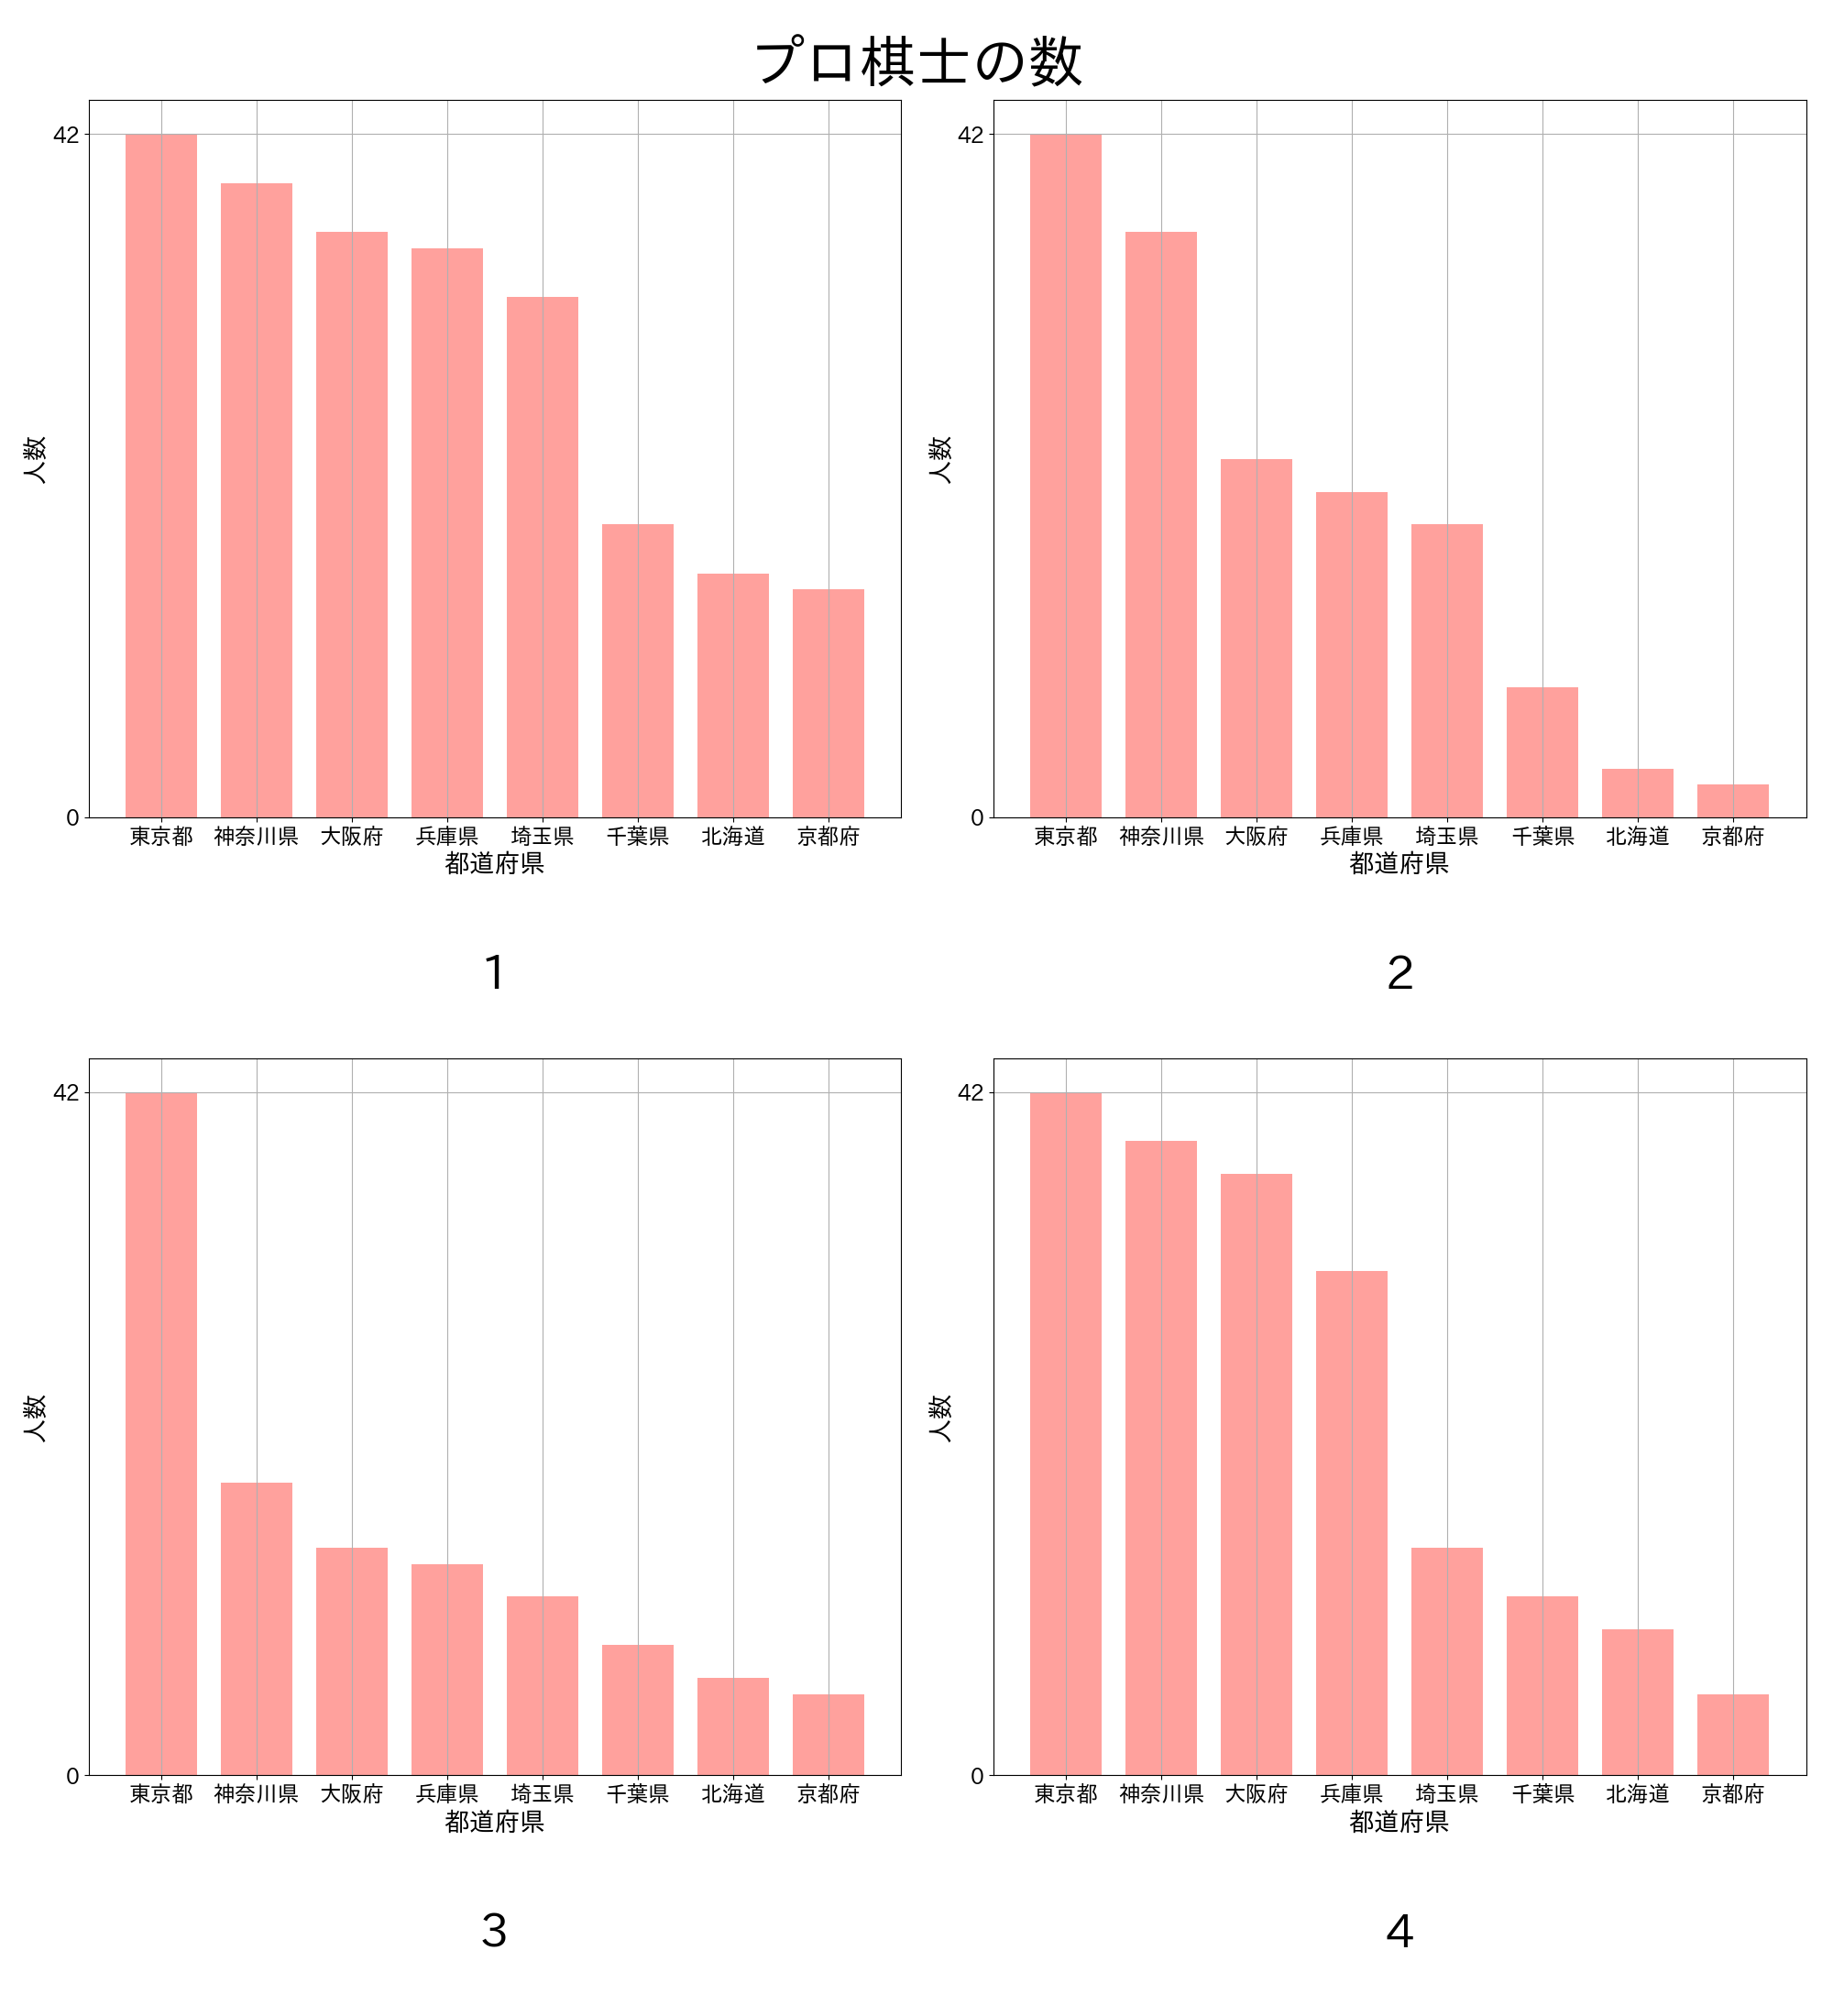 プロ棋士の数
42
人数
0
東京都 神奈川県 大阪府 兵庫県 埼玉県 千葉県 北海道 京都府
都道府県
1
42
人数
0
東京都 神奈川県 大阪府 兵庫県 埼玉県 千葉県 北海道 京都府
都道府県
2
42
人数
0
東京都 神奈川県 大阪府 兵庫県 埼玉県 千葉県 北海道 京都府
都道府県
3
42
人数
0
東京都 神奈川県 大阪府 兵庫県 埼玉県 千葉県 北海道 京都府
都道府県
4